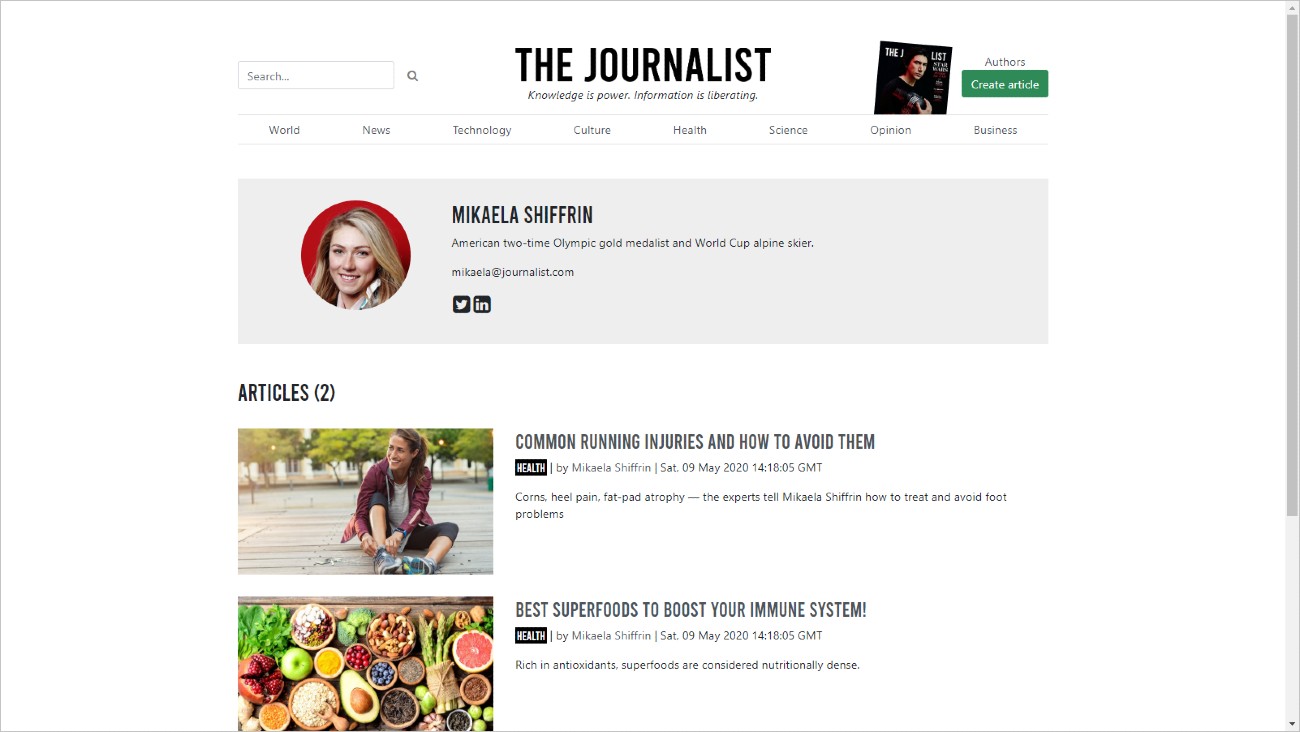 Search...
THE JOURNALIST
Knowledge is power. Information is liberating.
THE J LIST
STAR
WARS
Authors
Create article
World News Technology Culture Health Science Opinion Business
MIKAELA SHIFFRIN
American two-time Olympic gold medalist and World Cup alpine skier.
mikaela@journalist.com
in
ARTICLES (2)
COMMON RUNNING INJURIES AND HOW TO AVOID THEM
HEALTH | by Mikaela Shiffrin | Sat, 09 May 2020 14:18:05 GMT
Corns, heel pain, fat-pad atrophy — the experts tell Mikaela Shiffrin how to treat and avoid foot
problems
BEST SUPERFOODS TO BOOST YOUR IMMUNE SYSTEM!
HEALTH | by Mikaela Shiffrin | Sat, 09 May 2020 14:18:05 GMT
Rich in antioxidants, superfoods are considered nutritionally dense.